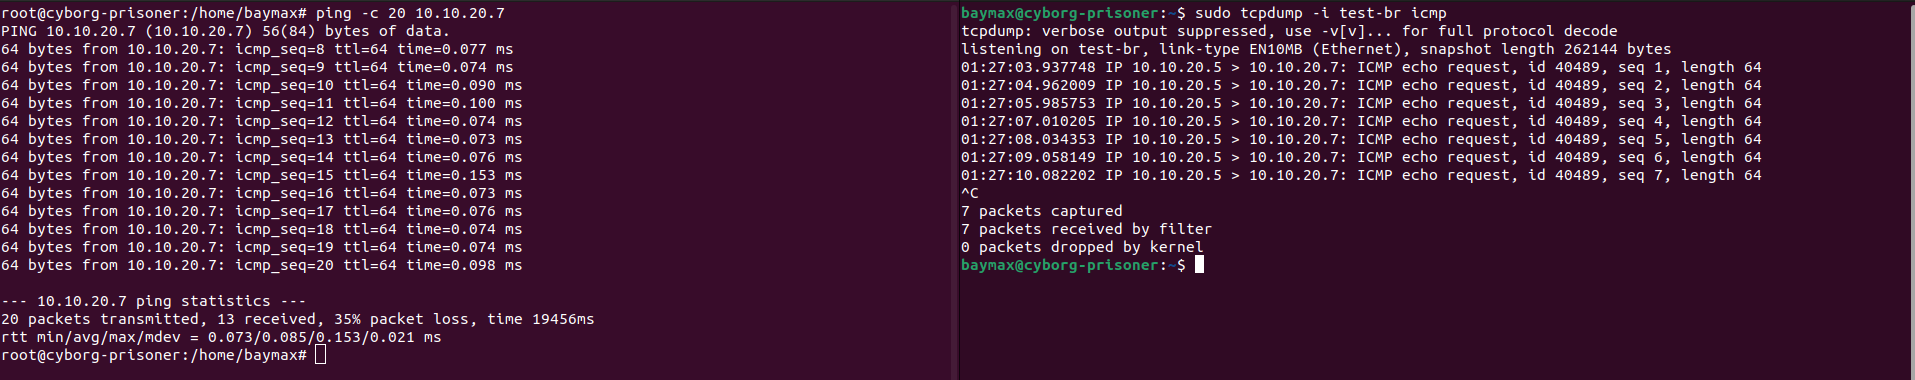 root@cyborg-prisoner:/home/baymax# ping -c 20 10.10.20.7
PING 10.10.20.7 (10.10.20.7) 56(84) bytes of data.
64 bytes from 10.10.20.7: icmp_seq=8 ttl=64 time=0.077 ms
64 bytes from 10.10.20.7: icmp_seq=9 ttl=64 time=0.074 ms
64 bytes from 10.10.20.7: icmp_seq=10 ttl=64 time=0.090 ms
64 bytes from 10.10.20.7: icmp_seq=11 ttl=64 time=0.100 ms
64 bytes from 10.10.20.7: icmp_seq=12 ttl=64 time=0.074 ms
64 bytes from 10.10.20.7: icmp_seq=13 ttl=64 time=0.073 ms
64 bytes from 10.10.20.7: icmp_seq=14 ttl=64 time=0.076 ms
64 bytes from 10.10.20.7: icmp_seq=15 ttl=64 time=0.153 ms
64 bytes from 10.10.20.7: icmp_seq=16 ttl=64 time=0.073 ms
64 bytes from 10.10.20.7: icmp_seq=17 ttl=64 time=0.076 ms
64 bytes from 10.10.20.7: icmp_seq=18 ttl=64 time=0.074 ms
64 bytes from 10.10.20.7: icmp_seq=19 ttl=64 time=0.074 ms
64 bytes from 10.10.20.7: icmp_seq=20 ttl=64 time=0.098 ms
--- 10.10.20.7 ping statistics ---
20 packets transmitted, 13 received, 35% packet loss, time 19456ms
rtt min/avg/max/mdev = 0.073/0.085/0.153/0.021 ms
root@cyborg-prisoner:/home/baymax#
baymax@cyborg-prisoner:~$ sudo tcpdump -i test-br icmp
tcpdump: verbose output suppressed, use -v[v]... for full protocol decode
listening on test-br, link-type EN10MB (Ethernet), snapshot length 262144 bytes
01:27:03.937748 IP 10.10.20.5 > 10.10.20.7: ICMP echo request, id 40489, seq 1, length 64
01:27:04.962009 IP 10.10.20.5 > 10.10.20.7: ICMP echo request, id 40489, seq 2, length 64
01:27:05.985753 IP 10.10.20.5 > 10.10.20.7: ICMP echo request, id 40489, seq 3, length 64
01:27:07.010205 IP 10.10.20.5 > 10.10.20.7: ICMP echo request, id 40489, seq 4, length 64
01:27:08.034353 IP 10.10.20.5 > 10.10.20.7: ICMP echo request, id 40489, seq 5, length 64
01:27:09.058149 IP 10.10.20.5 > 10.10.20.7: ICMP echo request, id 40489, seq 6, length 64
01:27:10.082202 IP 10.10.20.5 > 10.10.20.7: ICMP echo request, id 40489, seq 7, length 64
^C
7 packets captured
7 packets received by filter
0 packets dropped by kernel
baymax@cyborg-prisoner:~$